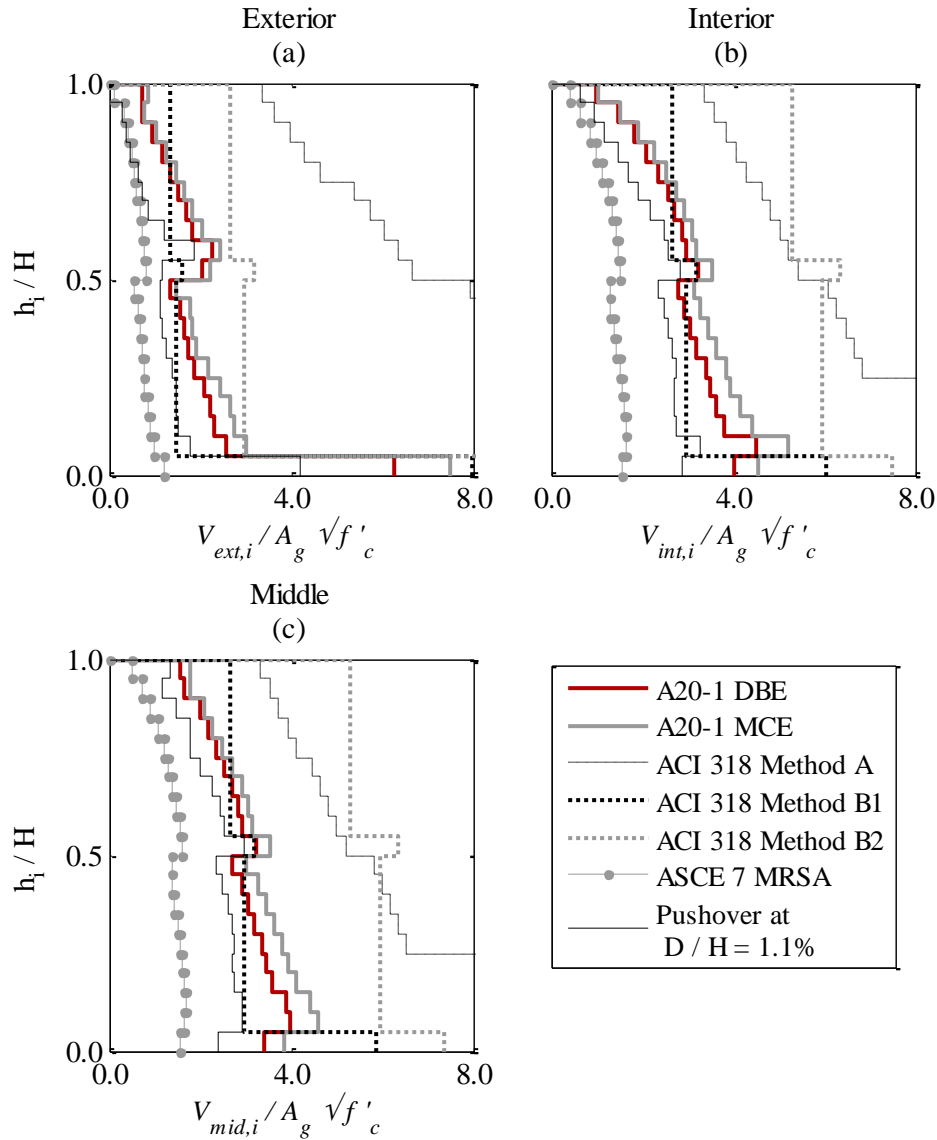 Exterior
(a)
Interior
(b)
1.0
0.5
0.0
h_i / H
0.0 4.0 8.0
0.0 4.0 8.0
V_ext,i / A_g √f'_c
V_int,i / A_g √f'_c
Middle
(c)
1.0
0.5
0.0
h_i / H
0.0 4.0 8.0
V_mid,i / A_g √f'_c
A20-1 DBE
A20-1 MCE
ACI 318 Method A
ACI 318 Method B1
ACI 318 Method B2
ASCE 7 MRSA
Pushover at
D / H = 1.1%